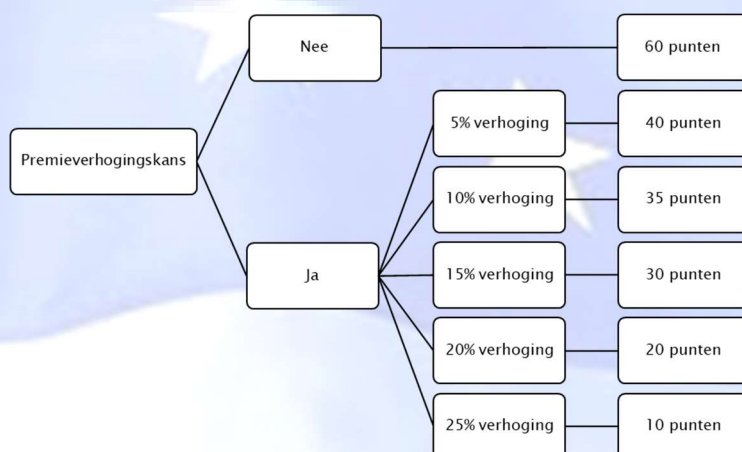 Nee
60 punten
5% verhoging
40 punten
Premieverhogingskans
10% verhoging
35 punten
Ja
15% verhoging
30 punten
20% verhoging
20 punten
25% verhoging
10 punten